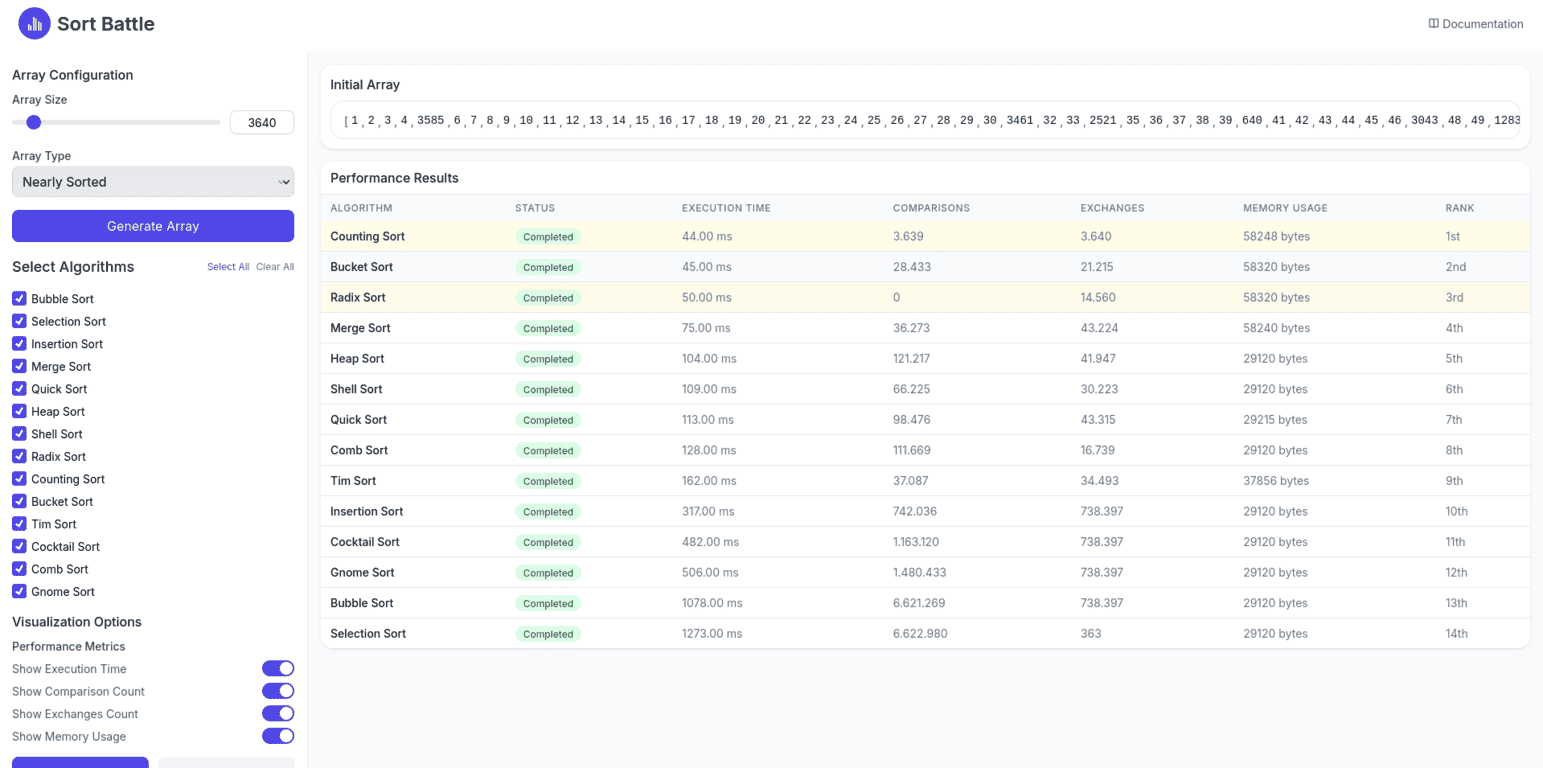 Sort Battle
Documentation
Array Configuration
Array Size
3640
Array Type
Nearly Sorted
Generate Array
Select Algorithms Select All Clear All
Bubble Sort
Selection Sort
Insertion Sort
Merge Sort
Quick Sort
Heap Sort
Shell Sort
Radix Sort
Counting Sort
Bucket Sort
Tim Sort
Cocktail Sort
Comb Sort
Gnome Sort
Visualization Options
Performance Metrics
Show Execution Time
Show Comparison Count
Show Exchanges Count
Show Memory Usage
Initial Array
[1,2,3,4,3585,6,7,8,9,10,11,12,13,14,15,16,17,18,19,20,21,22,23,24,25,26,27,28,29,30,3461,32,33,2521,35,36,37,38,39,640,41,42,43,44,45,46,3043,48,49,1283
Performance Results
ALGORITHM STATUS EXECUTION TIME COMPARISONS EXCHANGES MEMORY USAGE RANK
Counting Sort Completed 44.00 ms 3.639 3.640 58248 bytes 1st
Bucket Sort Completed 45.00 ms 28.433 21.215 58320 bytes 2nd
Radix Sort Completed 50.00 ms 0 14.560 58320 bytes 3rd
Merge Sort Completed 75.00 ms 36.273 43.224 58240 bytes 4th
Heap Sort Completed 104.00 ms 121.217 41.947 29120 bytes 5th
Shell Sort Completed 109.00 ms 66.225 30.223 29120 bytes 6th
Quick Sort Completed 113.00 ms 98.476 43.315 29215 bytes 7th
Comb Sort Completed 128.00 ms 111.669 16.739 29120 bytes 8th
Tim Sort Completed 162.00 ms 37.087 34.493 37856 bytes 9th
Insertion Sort Completed 317.00 ms 742.036 738.397 29120 bytes 10th
Cocktail Sort Completed 482.00 ms 1.163.120 738.397 29120 bytes 11th
Gnome Sort Completed 506.00 ms 1.480.433 738.397 29120 bytes 12th
Bubble Sort Completed 1078.00 ms 6.621.269 738.397 29120 bytes 13th
Selection Sort Completed 1273.00 ms 6.622.980 363 29120 bytes 14th